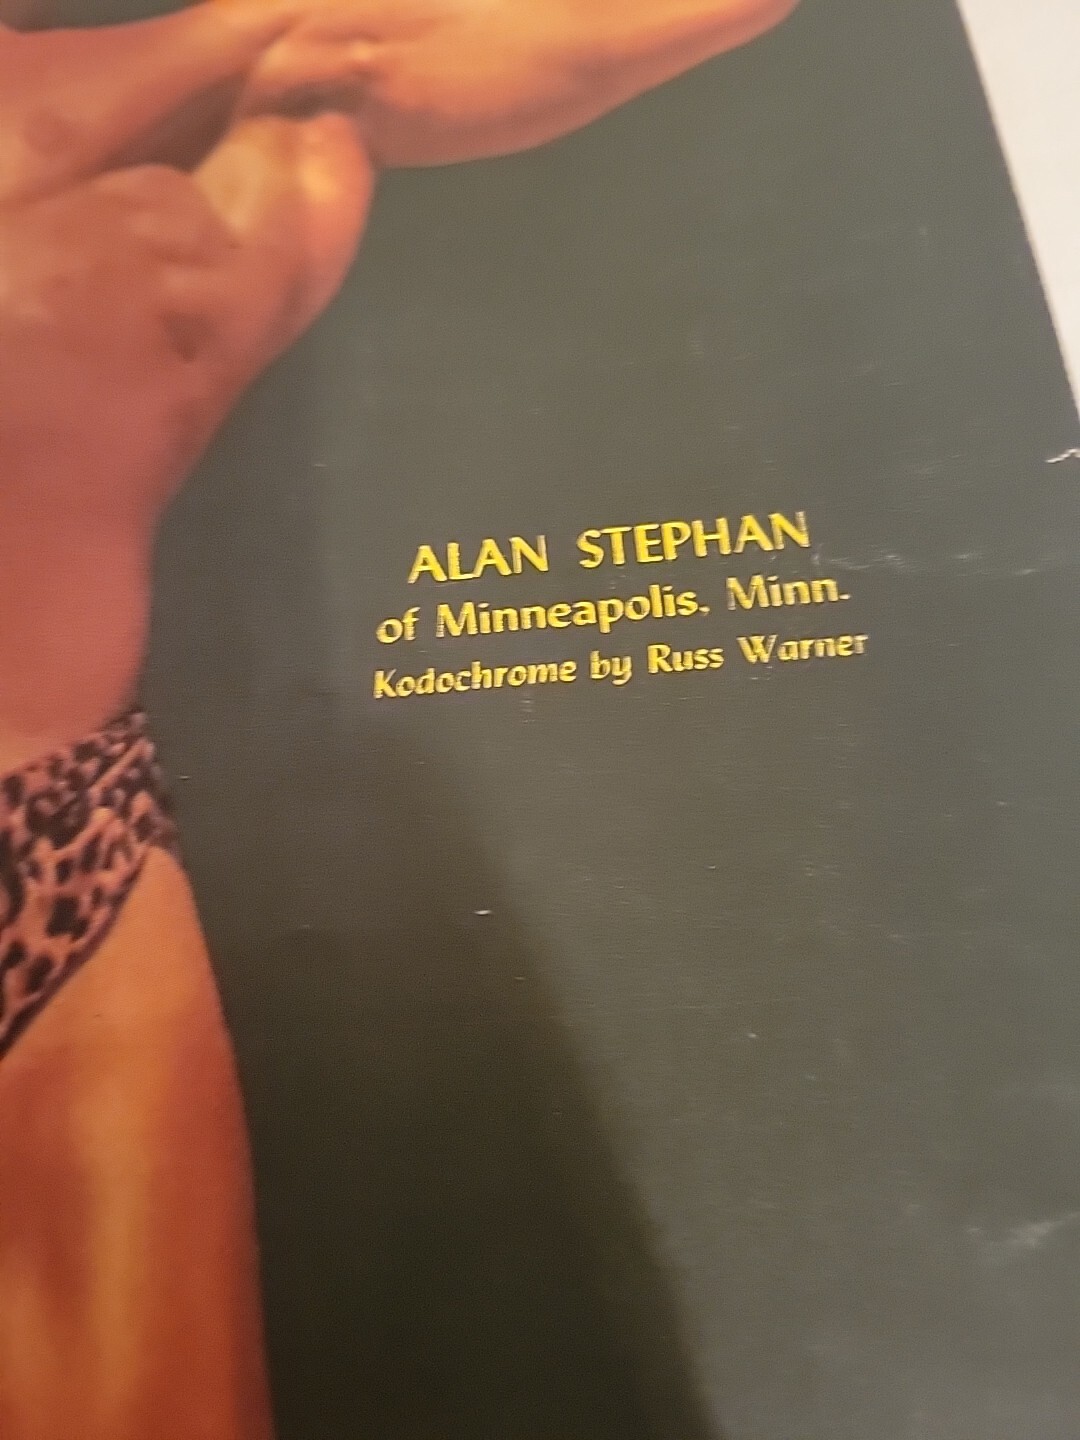 ALAN STEPHAN
of Minneapolis, Minn.
Kodochrome by Russ Warner